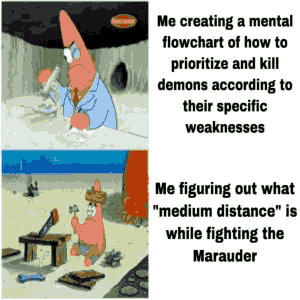 Me creating a mental
flowchart of how to
prioritize and kill
demons according to
their specific
weaknesses
Me figuring out what
"medium distance" is
while fighting the
Marauder